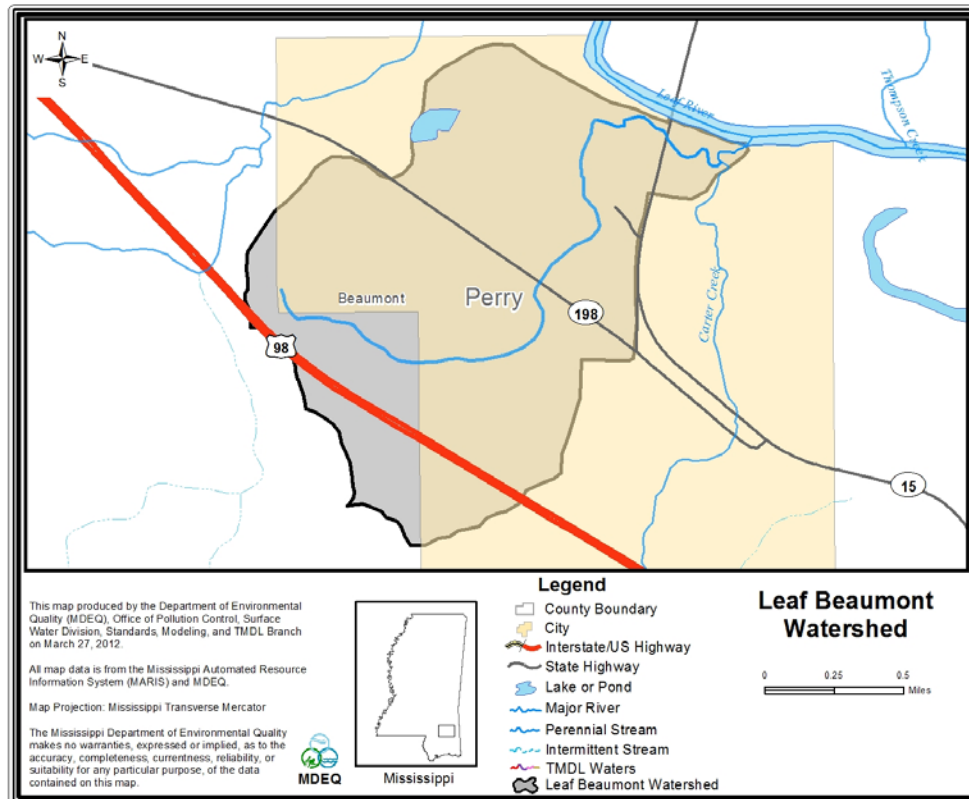 N
W E
S
Leaf River
Thompson Creek
Beaumont
Perry
198
98
Carter Creek
15
This map produced by the Department of Environmental
Quality (MDEQ), Office of Pollution Control, Surface
Water Division, Standards, Modeling, and TMDL Branch
on March 27, 2012.
All map data is from the Mississippi Automated Resource
Information System (MARIS) and MDEQ.
Map Projection: Mississippi Transverse Mercator
The Mississippi Department of Environmental Quality
makes no warranties, expressed or implied, as to the
accuracy, completeness, currentness, reliability, or
suitability for any particular purpose, of the data
contained on this map.
MDEQ
Mississippi
Legend
County Boundary
City
Interstate/US Highway
State Highway
Lake or Pond
Major River
Perennial Stream
Intermittent Stream
TMDL Waters
Leaf Beaumont Watershed
Leaf Beaumont
Watershed
0 0.25 0.5
Miles